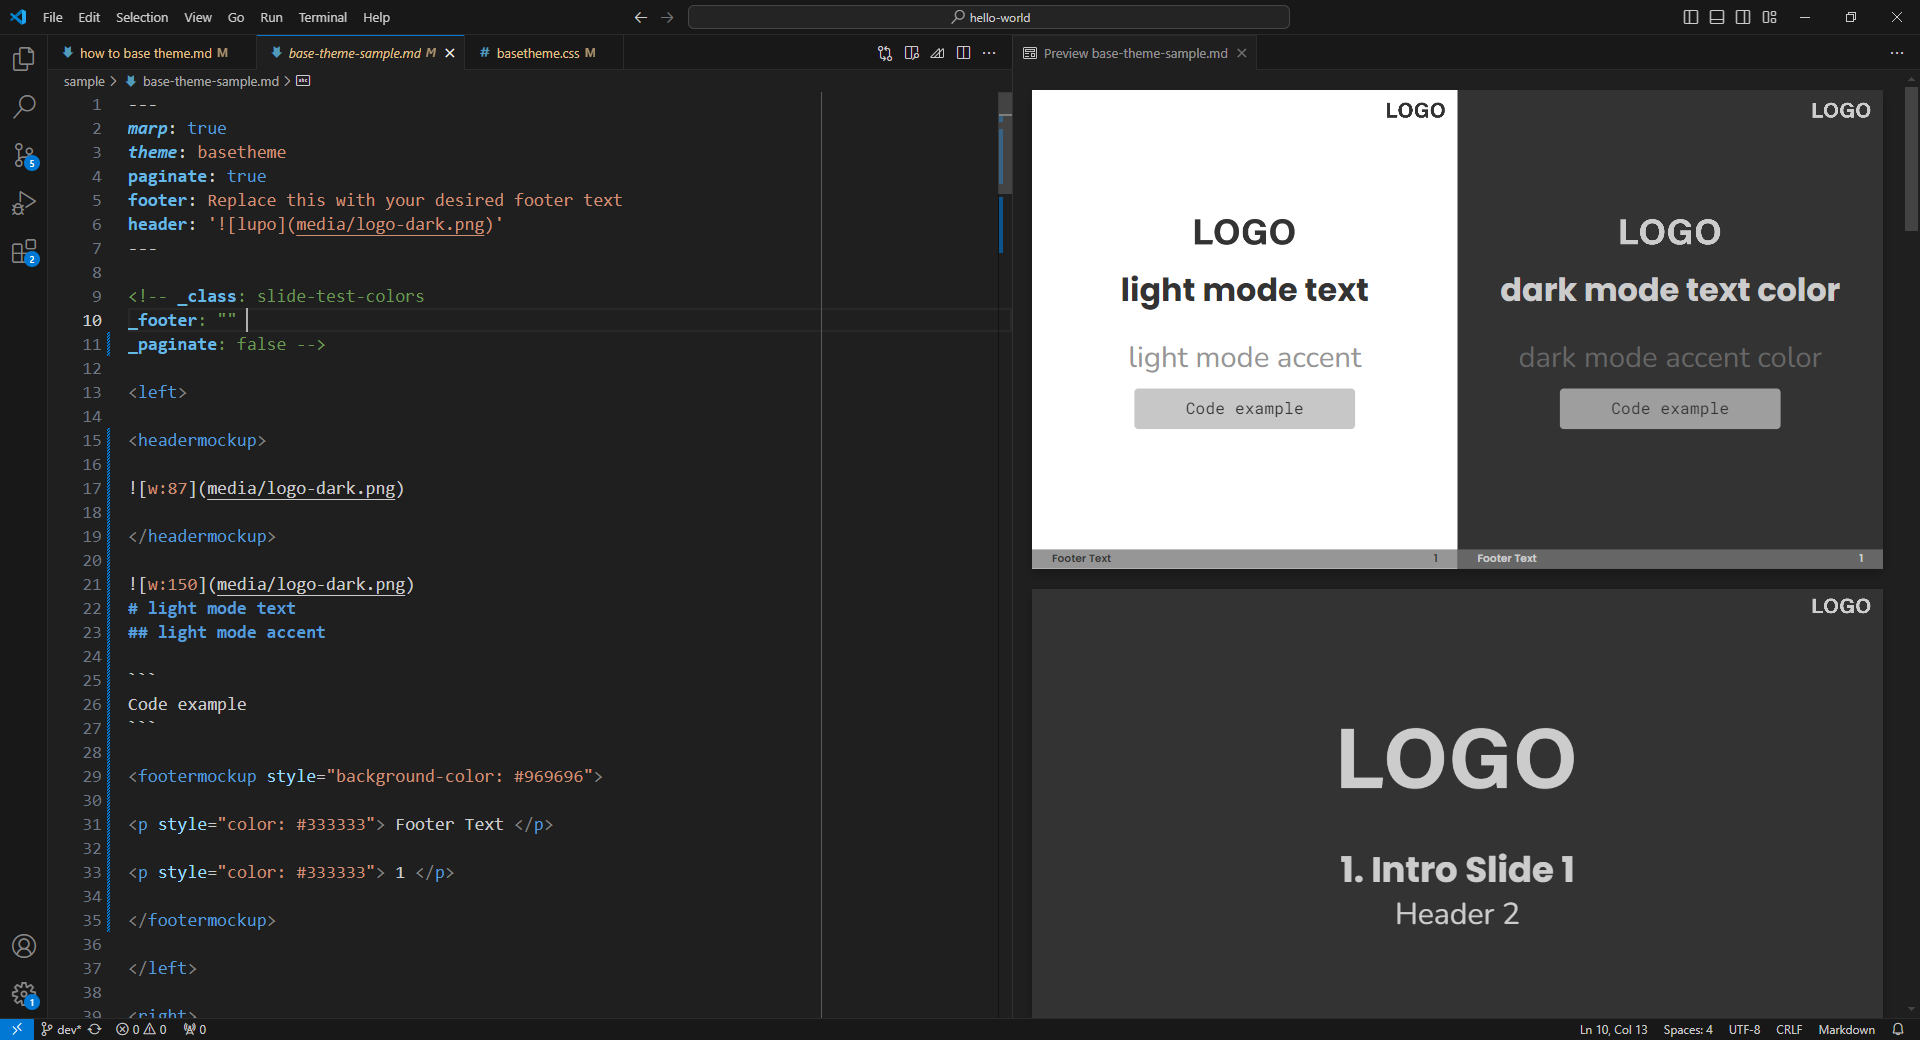 File Edit Selection View Go Run Terminal Help
hello-world
how to base theme.md M
base-theme-sample.md M
# basetheme.css M
Preview base-theme-sample.md
sample > base-theme-sample.md >
1 ---
2 marp: true
3 theme: basetheme
4 paginate: true
5 footer: Replace this with your desired footer text
6 header: '![lupo](media/logo-dark.png)'
7 ---
8
9 <!-- _class: slide-test-colors
10 _footer: ""
11 _paginate: false -->
12
13 <left>
14
15 <headermockup>
16
17 ![w:87](media/logo-dark.png)
18
19 </headermockup>
20
21 ![w:150](media/logo-dark.png)
22 # light mode text
23 ## light mode accent
24
25 ```
26 Code example
27 ```
28
29 <footermockup style="background-color: #969696">
30
31 <p style="color: #333333"> Footer Text </p>
32
33 <p style="color: #333333"> 1 </p>
34
35 </footermockup>
36
37 </left>
38
39 <right>
LOGO
LOGO
light mode text
light mode accent
Code example
Footer Text 1
LOGO
LOGO
dark mode text color
dark mode accent color
Code example
Footer Text 1
LOGO
LOGO
1. Intro Slide 1
Header 2
5
2
1
dev* 0 0 0
Ln 10, Col 13 Spaces: 4 UTF-8 CRLF Markdown